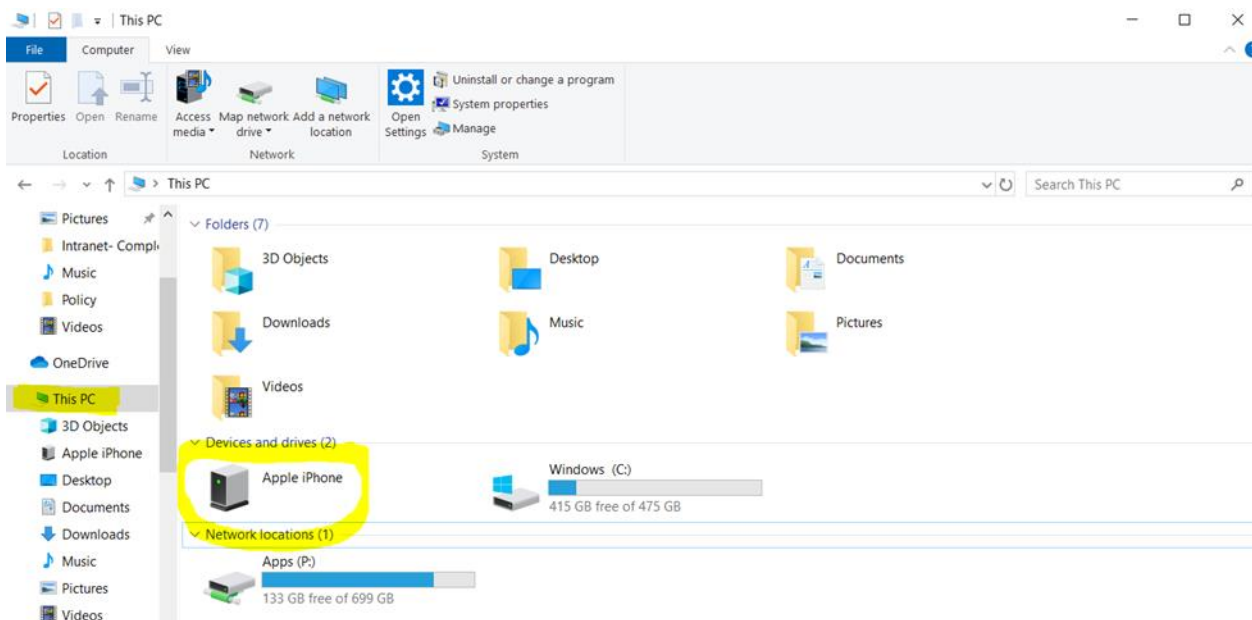 This PC
File Computer View
Properties Open Rename
Access media Map network drive Add a network location
Open Settings
Uninstall or change a program
System properties
Manage
Location Network System
This PC
Search This PC
Pictures
Intranet- Compl
Music
Policy
Videos
OneDrive
This PC
3D Objects
Apple iPhone
Desktop
Documents
Downloads
Music
Pictures
Videos
Folders (7)
3D Objects Desktop Documents
Downloads Music Pictures
Videos
Devices and drives (2)
Apple iPhone
Windows (C:)
415 GB free of 475 GB
Network locations (1)
Apps (P:)
133 GB free of 699 GB